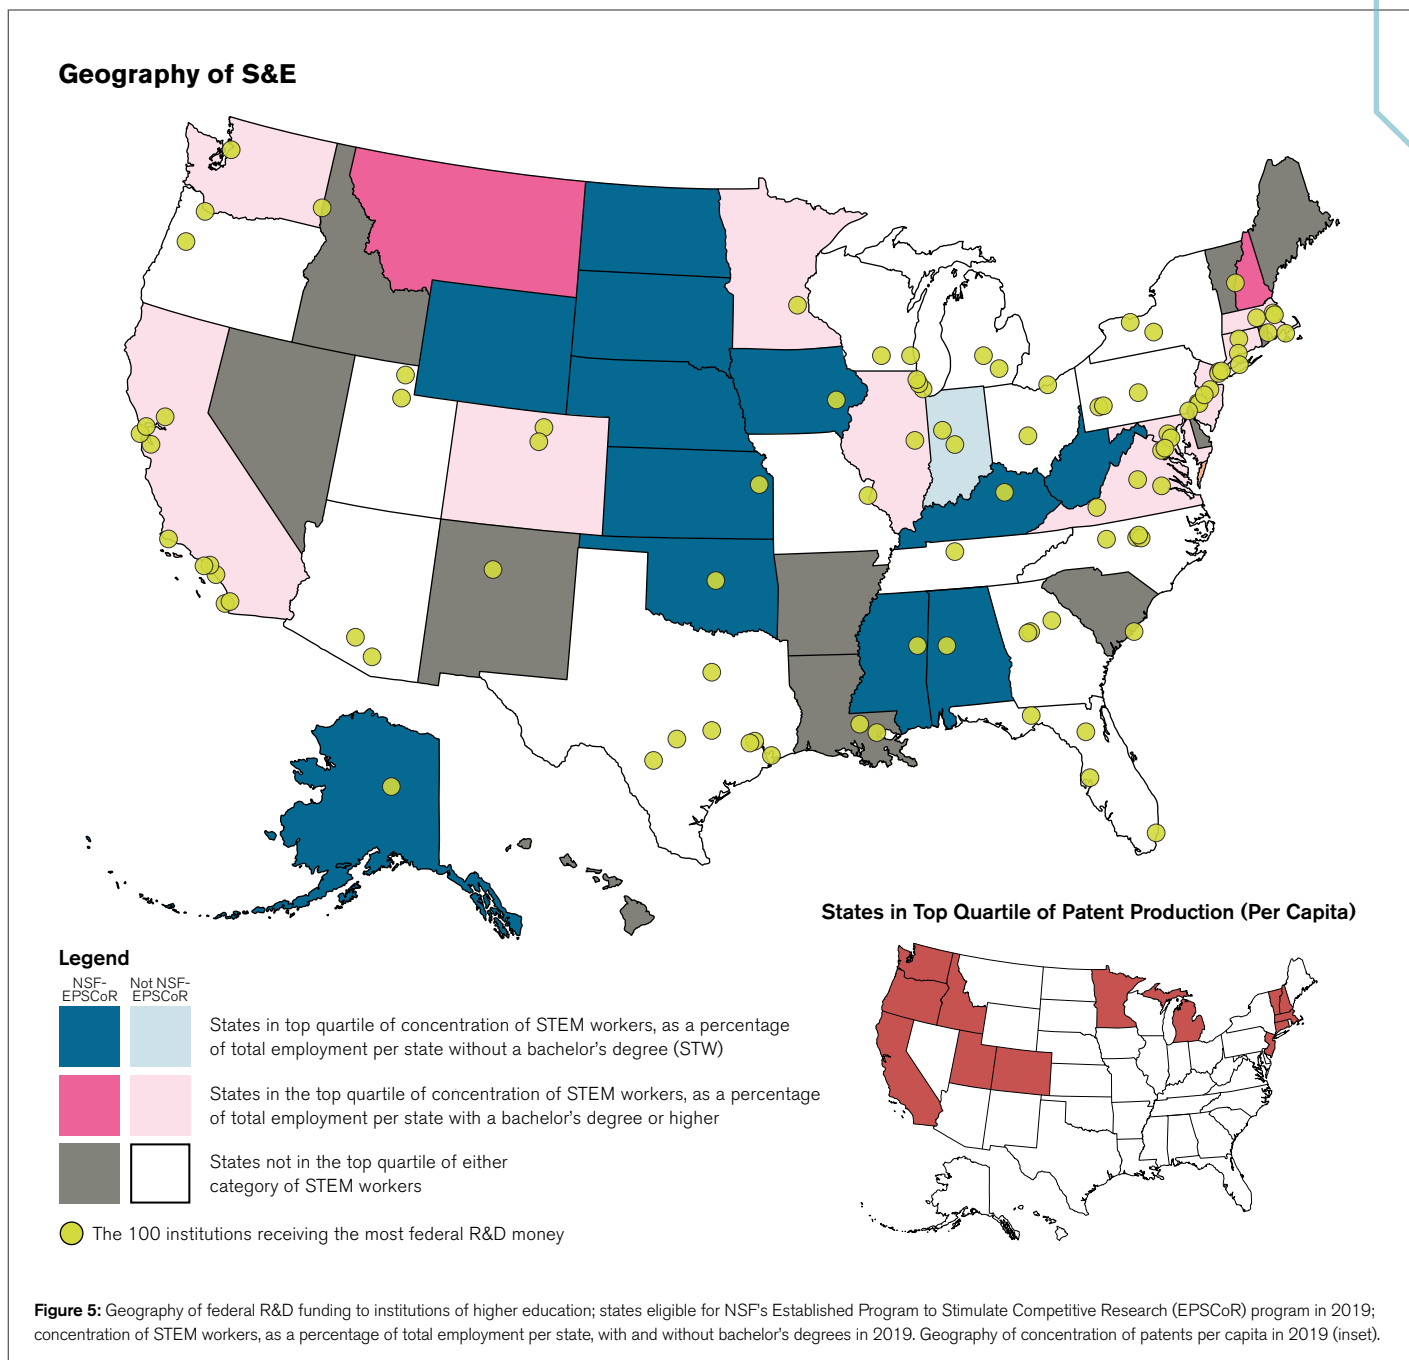 Geography of S&E
States in Top Quartile of Patent Production (Per Capita)
Legend
NSF-
EPSCoR
Not NSF-
EPSCoR
States in top quartile of concentration of STEM workers, as a percentage
of total employment per state without a bachelor's degree (STW)
States in the top quartile of concentration of STEM workers, as a percentage
of total employment per state with a bachelor's degree or higher
States not in the top quartile of either
category of STEM workers
The 100 institutions receiving the most federal R&D money
Figure 5: Geography of federal R&D funding to institutions of higher education; states eligible for NSF's Established Program to Stimulate Competitive Research (EPSCoR) program in 2019;
concentration of STEM workers, as a percentage of total employment per state, with and without bachelor's degrees in 2019. Geography of concentration of patents per capita in 2019 (inset).